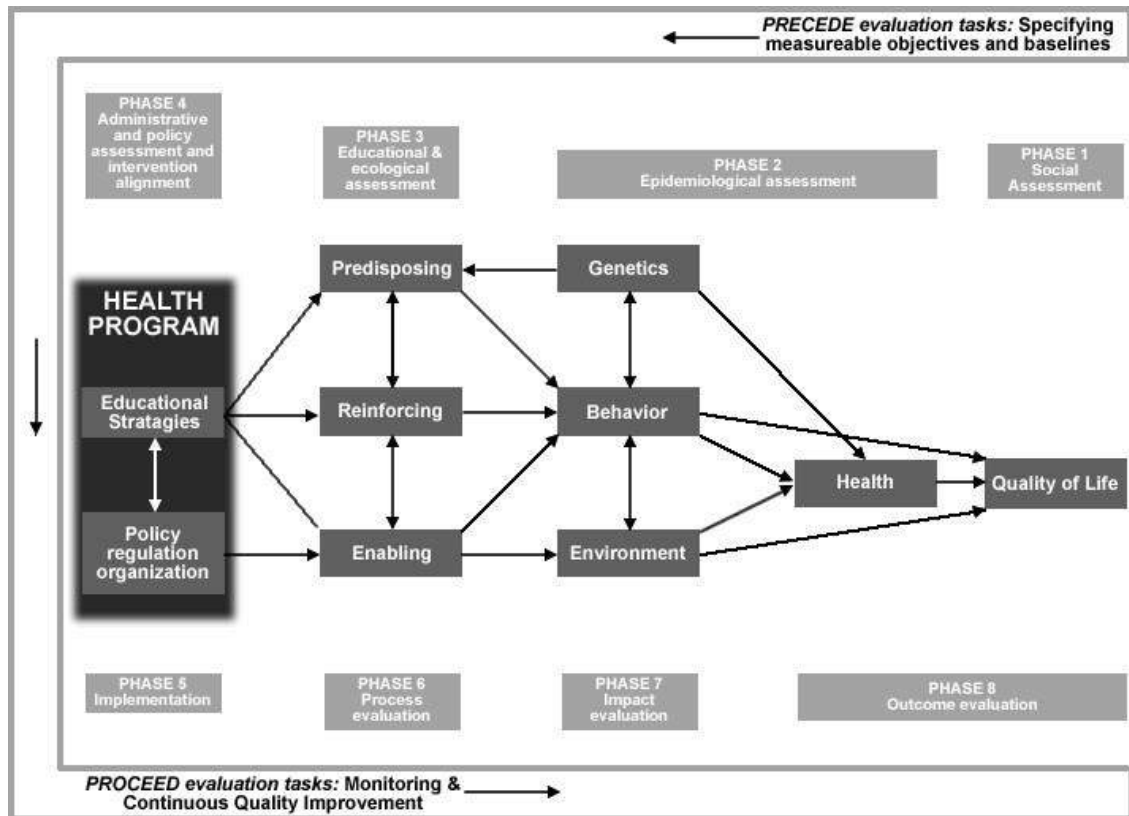 PRECEDE evaluation tasks: Specifying
measureable objectives and baselines
PHASE 4
Administrative
and policy
assessment and
intervention
alignment
PHASE 3
Educational &
ecological
assessment
PHASE 2
Epidemiological assessment
PHASE 1
Social
Assessment
HEALTH
PROGRAM
Predisposing
Genetics
Educational
Stratagies
Reinforcing
Behavior
Health
Quality of Life
Policy
regulation
organization
Enabling
Environment
PHASE 5
Implementation
PHASE 6
Process
evaluation
PHASE 7
Impact
evaluation
PHASE 8
Outcome evaluation
PROCEED evaluation tasks: Monitoring &
Continuous Quality Improvement